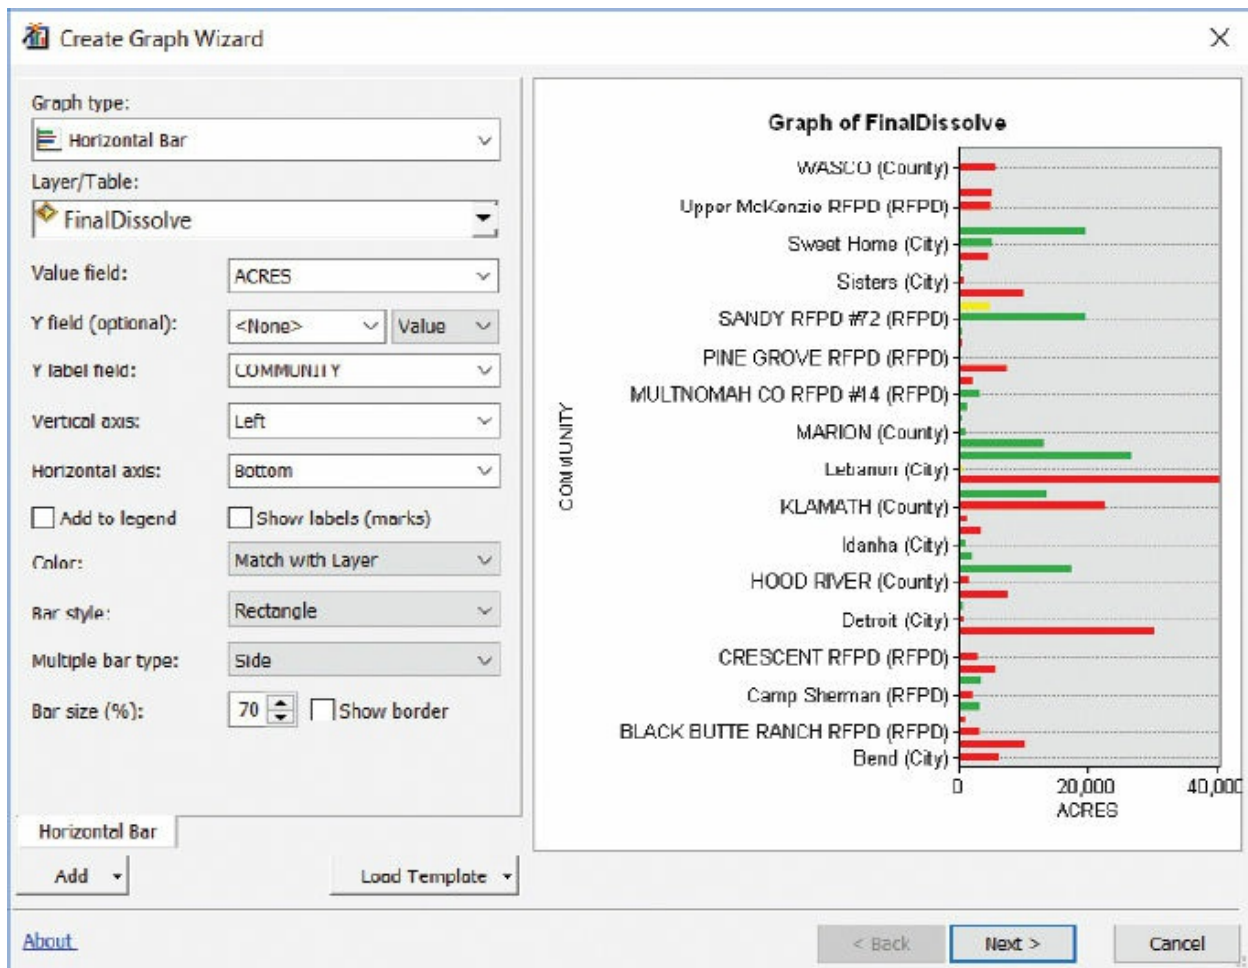 Create Graph Wizard
Graph type:
Horizontal Bar
Layer/Table:
FinalDissolve
Value field:
ACRES
Y field (optional):
<None>
Value
Y label field:
COMMUNITY
Vertical axis:
Left
Horizontal axis:
Bottom
Add to legend
Show labels (marks)
Color:
Match with Layer
Bar style:
Rectangle
Multiple bar type:
Side
Bar size (%):
70
Show border
Horizontal Bar
Add
Load Template
Graph of FinalDissolve
COMMUNITY
WASCO (County)
Upper McKenzie RFPD (RFPD)
Sweet Home (City)
Sisters (City)
SANDY RFPD #72 (RFPD)
PINE GROVE RFPD (RFPD)
MULTNOMAH CO RFPD #14 (RFPD)
MARION (County)
Lebanon (City)
KLAMATH (County)
Idanha (City)
HOOD RIVER (County)
Detroit (City)
CRESCENT RFPD (RFPD)
Camp Sherman (RFPD)
BLACK BUTTE RANCH RFPD (RFPD)
Bend (City)
0 20,000 40,000
ACRES
About
< Back
Next >
Cancel